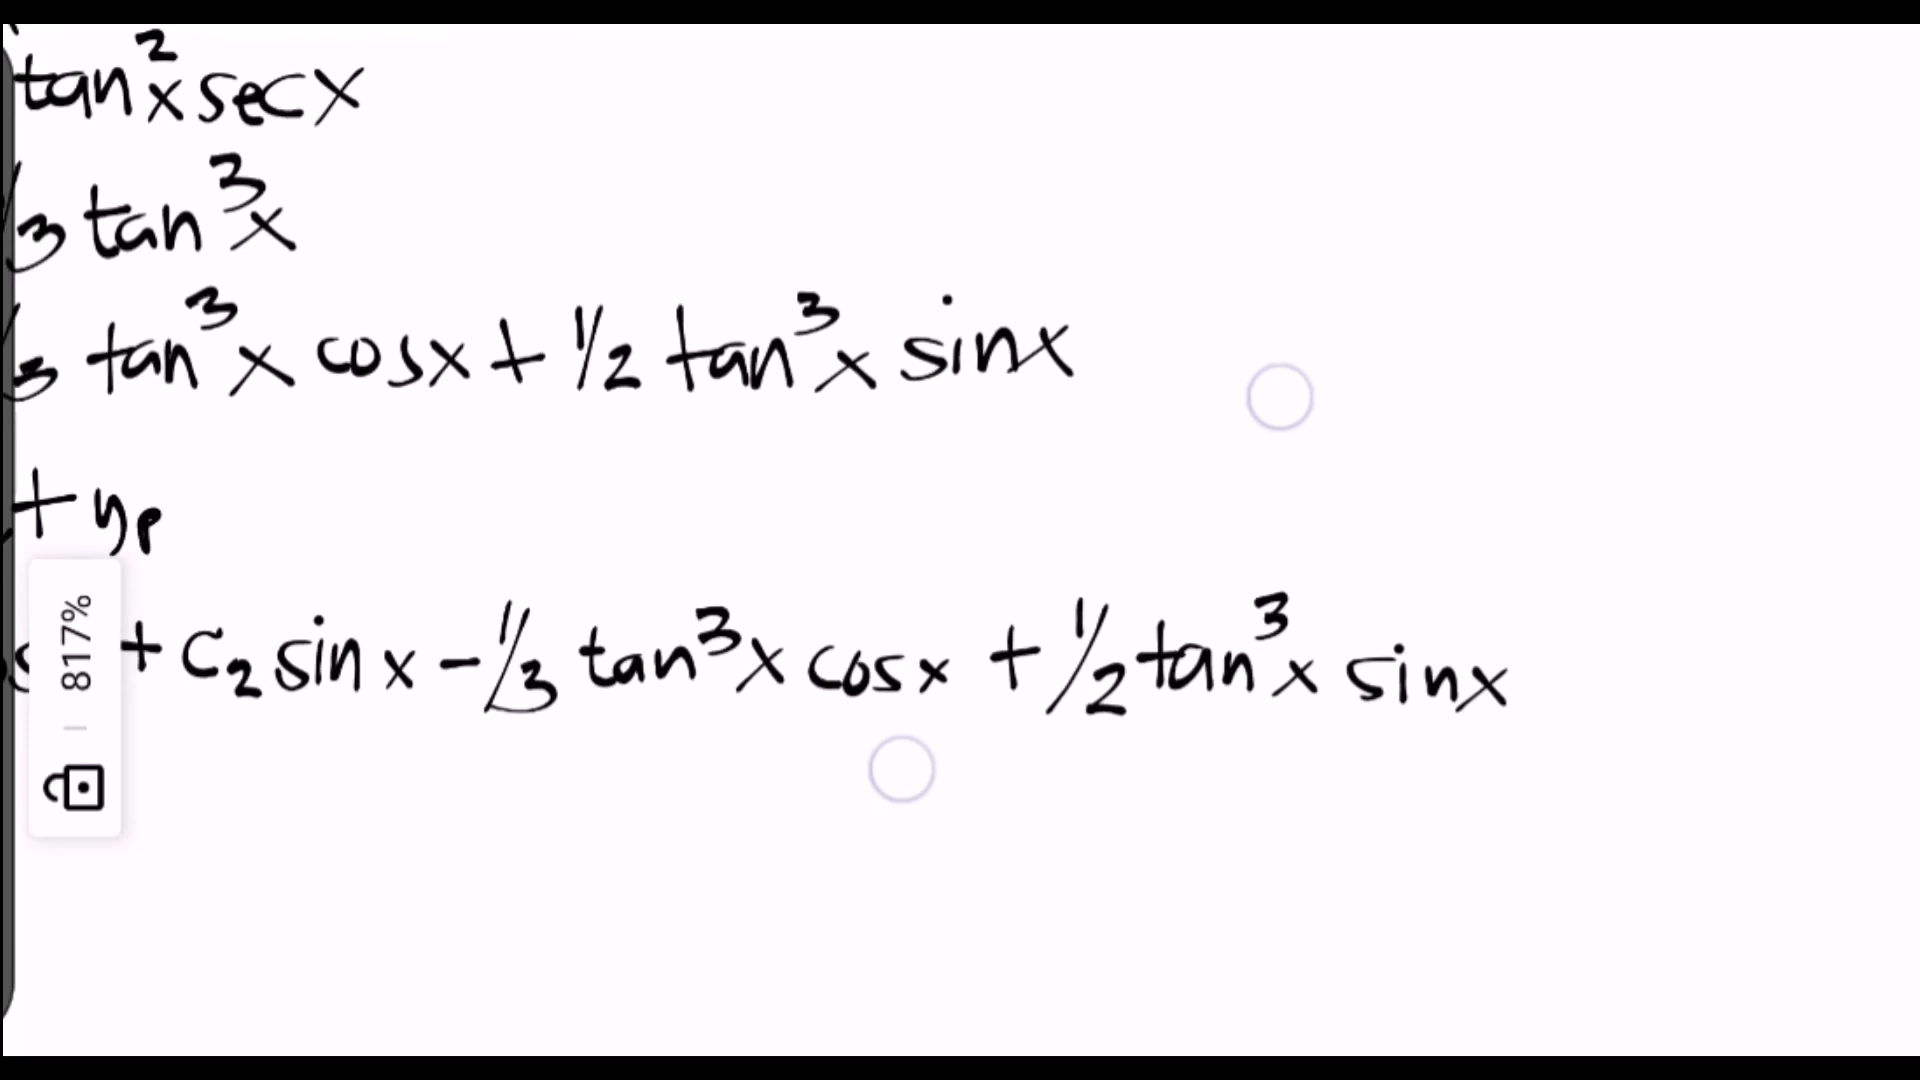 tan²x secx
/3 tan³x
/3 tan³x cosx + 1/2 tan³x sinx
+ yp
+ C₂ sin x - 1/3 tan³x cosx + 1/2 tan³x sinx
817%